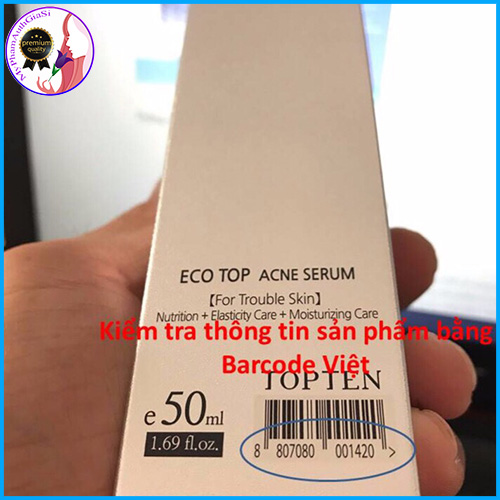 MỹPhẩmAnhGiaSỉ
premium
quality
ECO TOP ACNE SERUM
【For Trouble Skin】
Nutrition + Elasticity Care + Moisturizing Care
Kiểm tra thông tin sản phẩm bằng
Barcode Việt
TOPTEN
e 50ml
1.69 fl.oz.
8 807080 001420 >